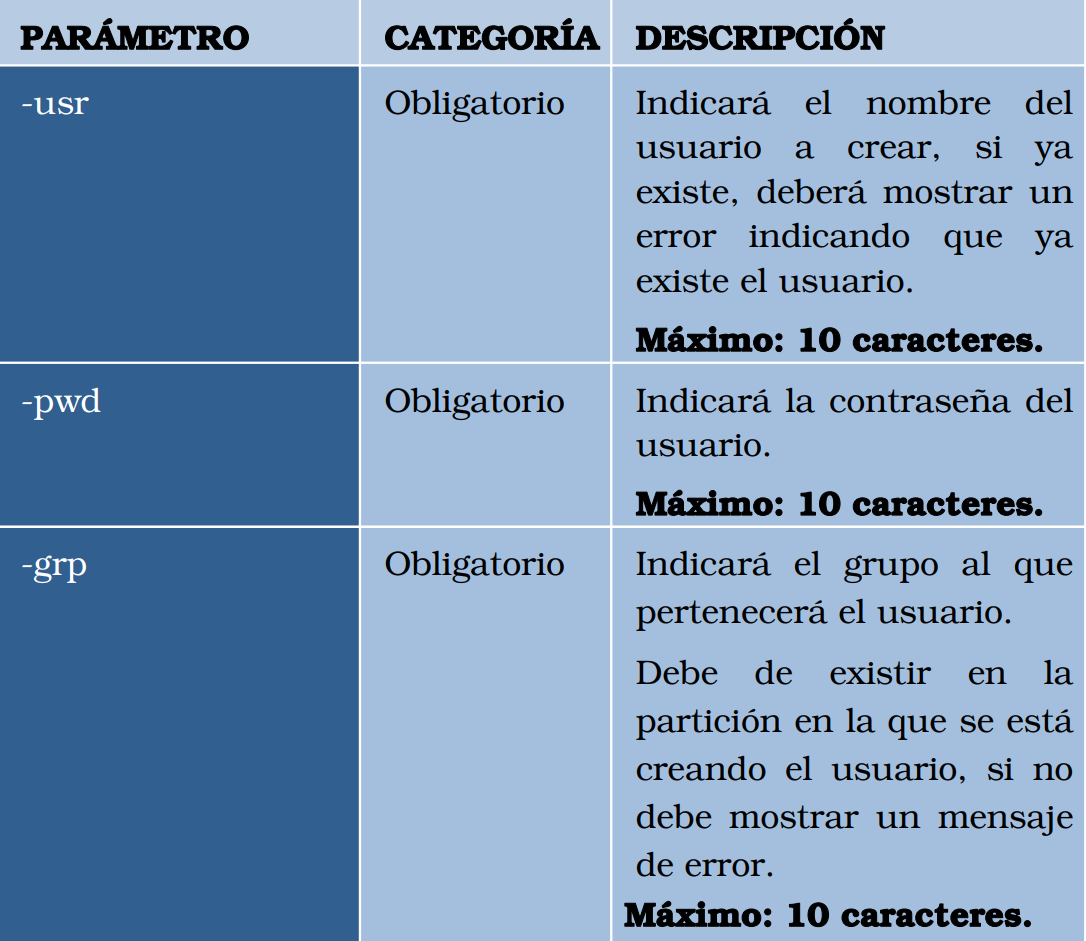 PARÁMETRO CATEGORÍA DESCRIPCIÓN
-usr Obligatorio Indicará el nombre del
usuario a crear, si ya
existe, deberá mostrar un
error indicando que ya
existe el usuario.
Máximo: 10 caracteres.
-pwd Obligatorio Indicará la contraseña del
usuario.
Máximo: 10 caracteres.
-grp Obligatorio Indicará el grupo al que
pertenecerá el usuario.
Debe de existir en la
partición en la que se está
creando el usuario, si no
debe mostrar un mensaje
de error.
Máximo: 10 caracteres.